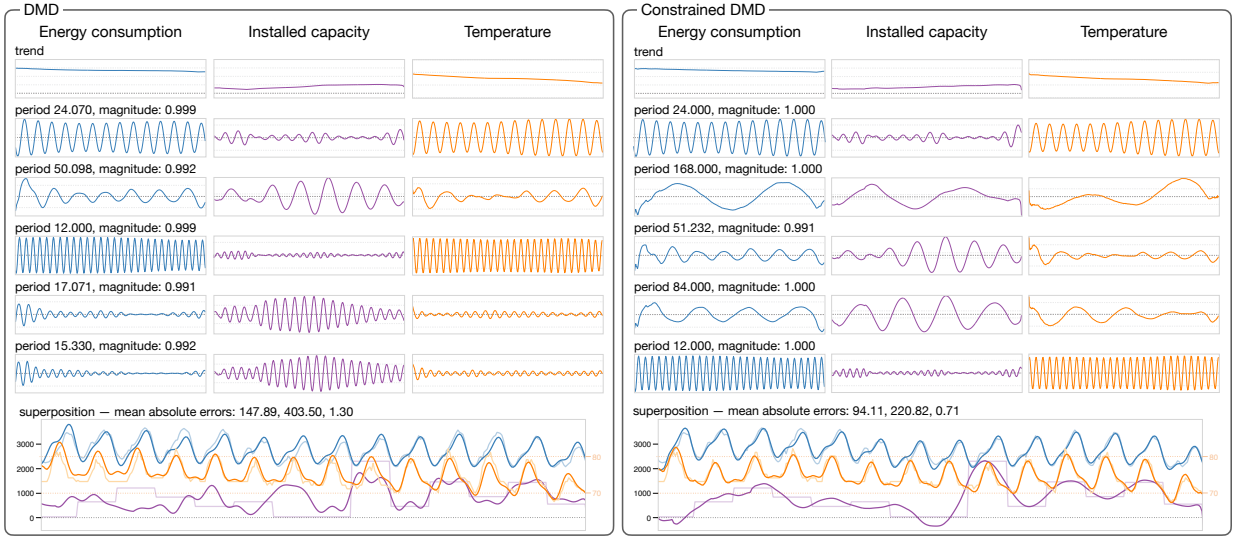 DMD
Energy consumption Installed capacity Temperature
trend
period 24.070, magnitude: 0.999
period 50.098, magnitude: 0.992
period 12.000, magnitude: 0.999
period 17.071, magnitude: 0.991
period 15.330, magnitude: 0.992
superposition — mean absolute errors: 147.89, 403.50, 1.30
3000
80
2000
1000
70
0
Constrained DMD
Energy consumption Installed capacity Temperature
trend
period 24.000, magnitude: 1.000
period 168.000, magnitude: 1.000
period 51.232, magnitude: 0.991
period 84.000, magnitude: 1.000
period 12.000, magnitude: 1.000
superposition — mean absolute errors: 94.11, 220.82, 0.71
3000
80
2000
1000
70
0